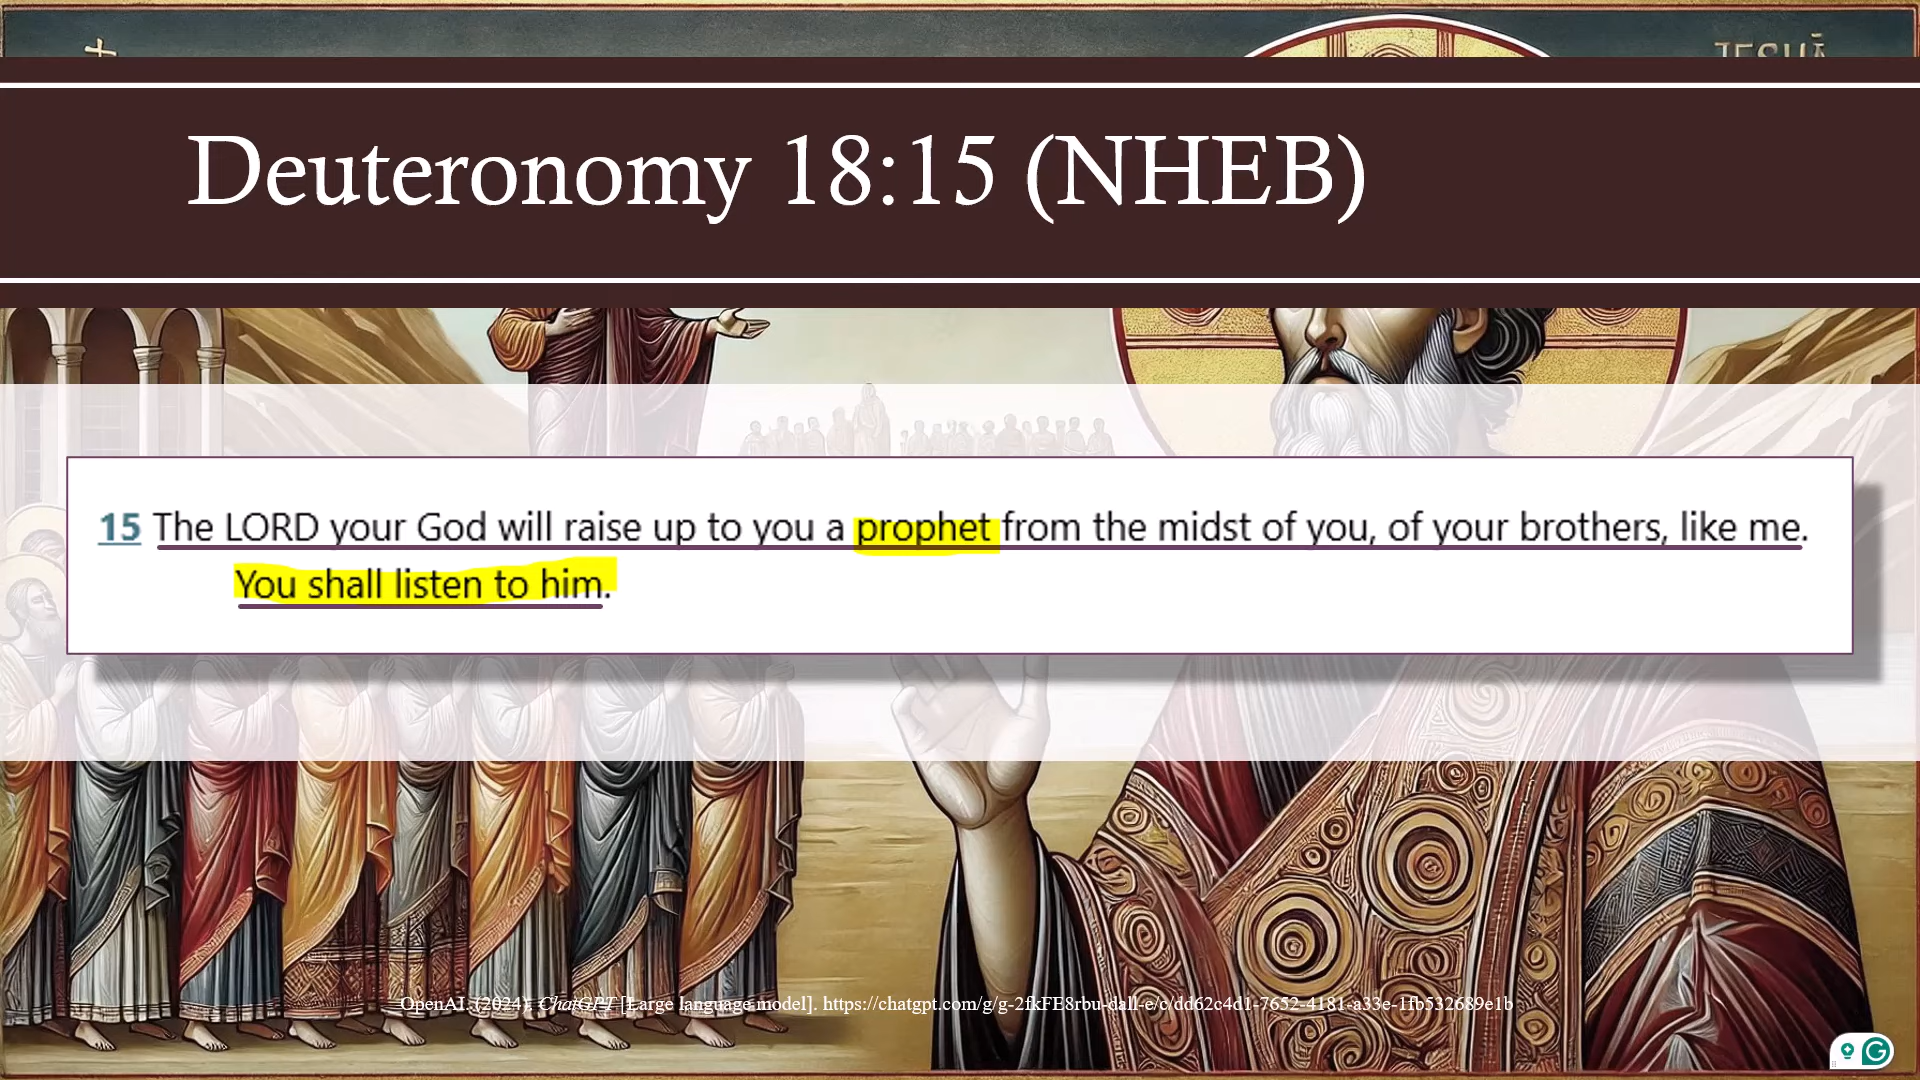 Deuteronomy 18:15 (NHEB)
15 The LORD your God will raise up to you a prophet from the midst of you, of your brothers, like me.
You shall listen to him.
OpenAI. (2024). ChatGPT [Large language model]. https://chatgpt.com/g/g-2fkFE8rbu-dall-e/c/dd62c4d1-7652-4181-a33e-1fb532689e1b